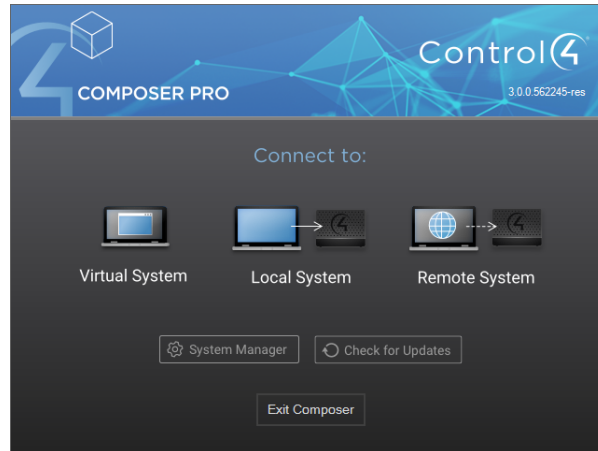 Control4
COMPOSER PRO
3.0.0.562245-res
Connect to:
Virtual System
Local System
Remote System
System Manager
Check for Updates
Exit Composer